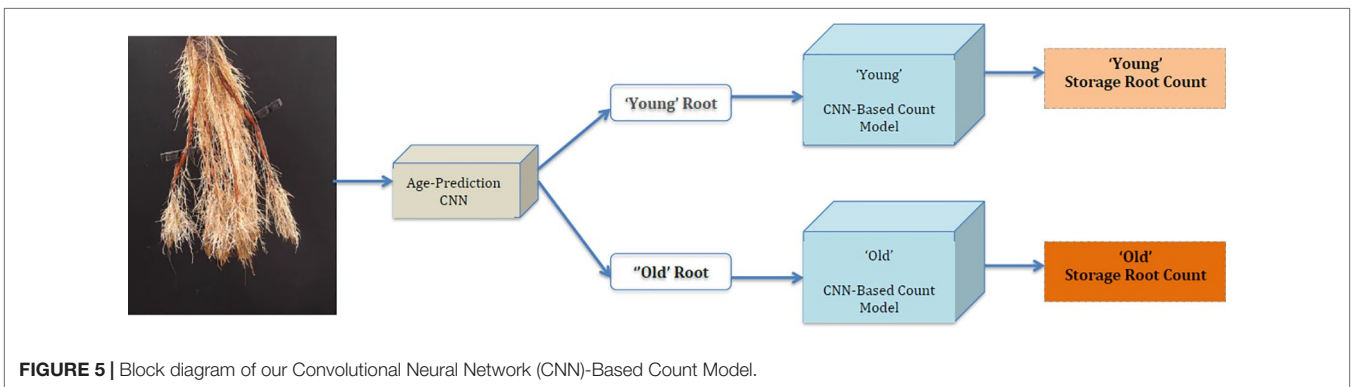 Age-Prediction
CNN
‘Young’ Root
‘Young’
CNN-Based Count
Model
‘Young’
Storage Root Count
‘’Old’ Root
‘Old’
CNN-Based Count
Model
‘Old’
Storage Root Count
FIGURE 5 | Block diagram of our Convolutional Neural Network (CNN)-Based Count Model.